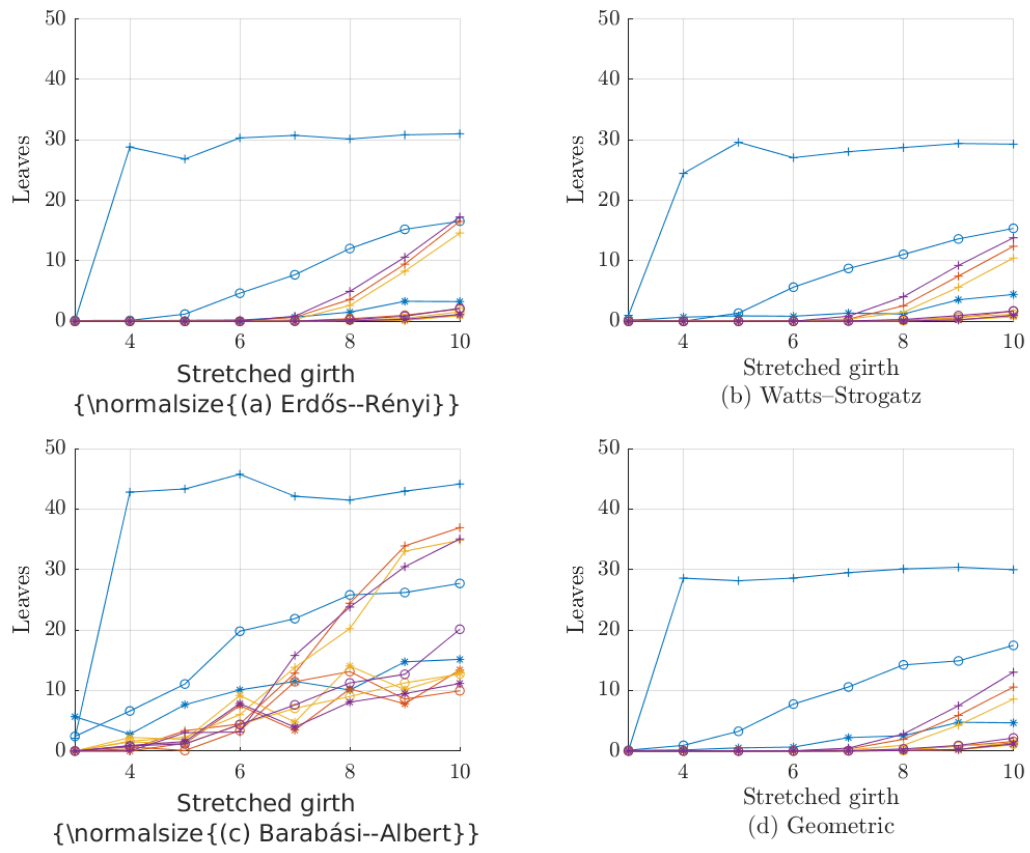 50
40
30
20
10
0
Leaves
4 6 8 10
Stretched girth
{\normalsize{(a) Erdős--Rényi}}
50
40
30
20
10
0
Leaves
4 6 8 10
Stretched girth
(b) Watts–Strogatz
50
40
30
20
10
0
Leaves
4 6 8 10
Stretched girth
{\normalsize{(c) Barabási--Albert}}
50
40
30
20
10
0
Leaves
4 6 8 10
Stretched girth
(d) Geometric